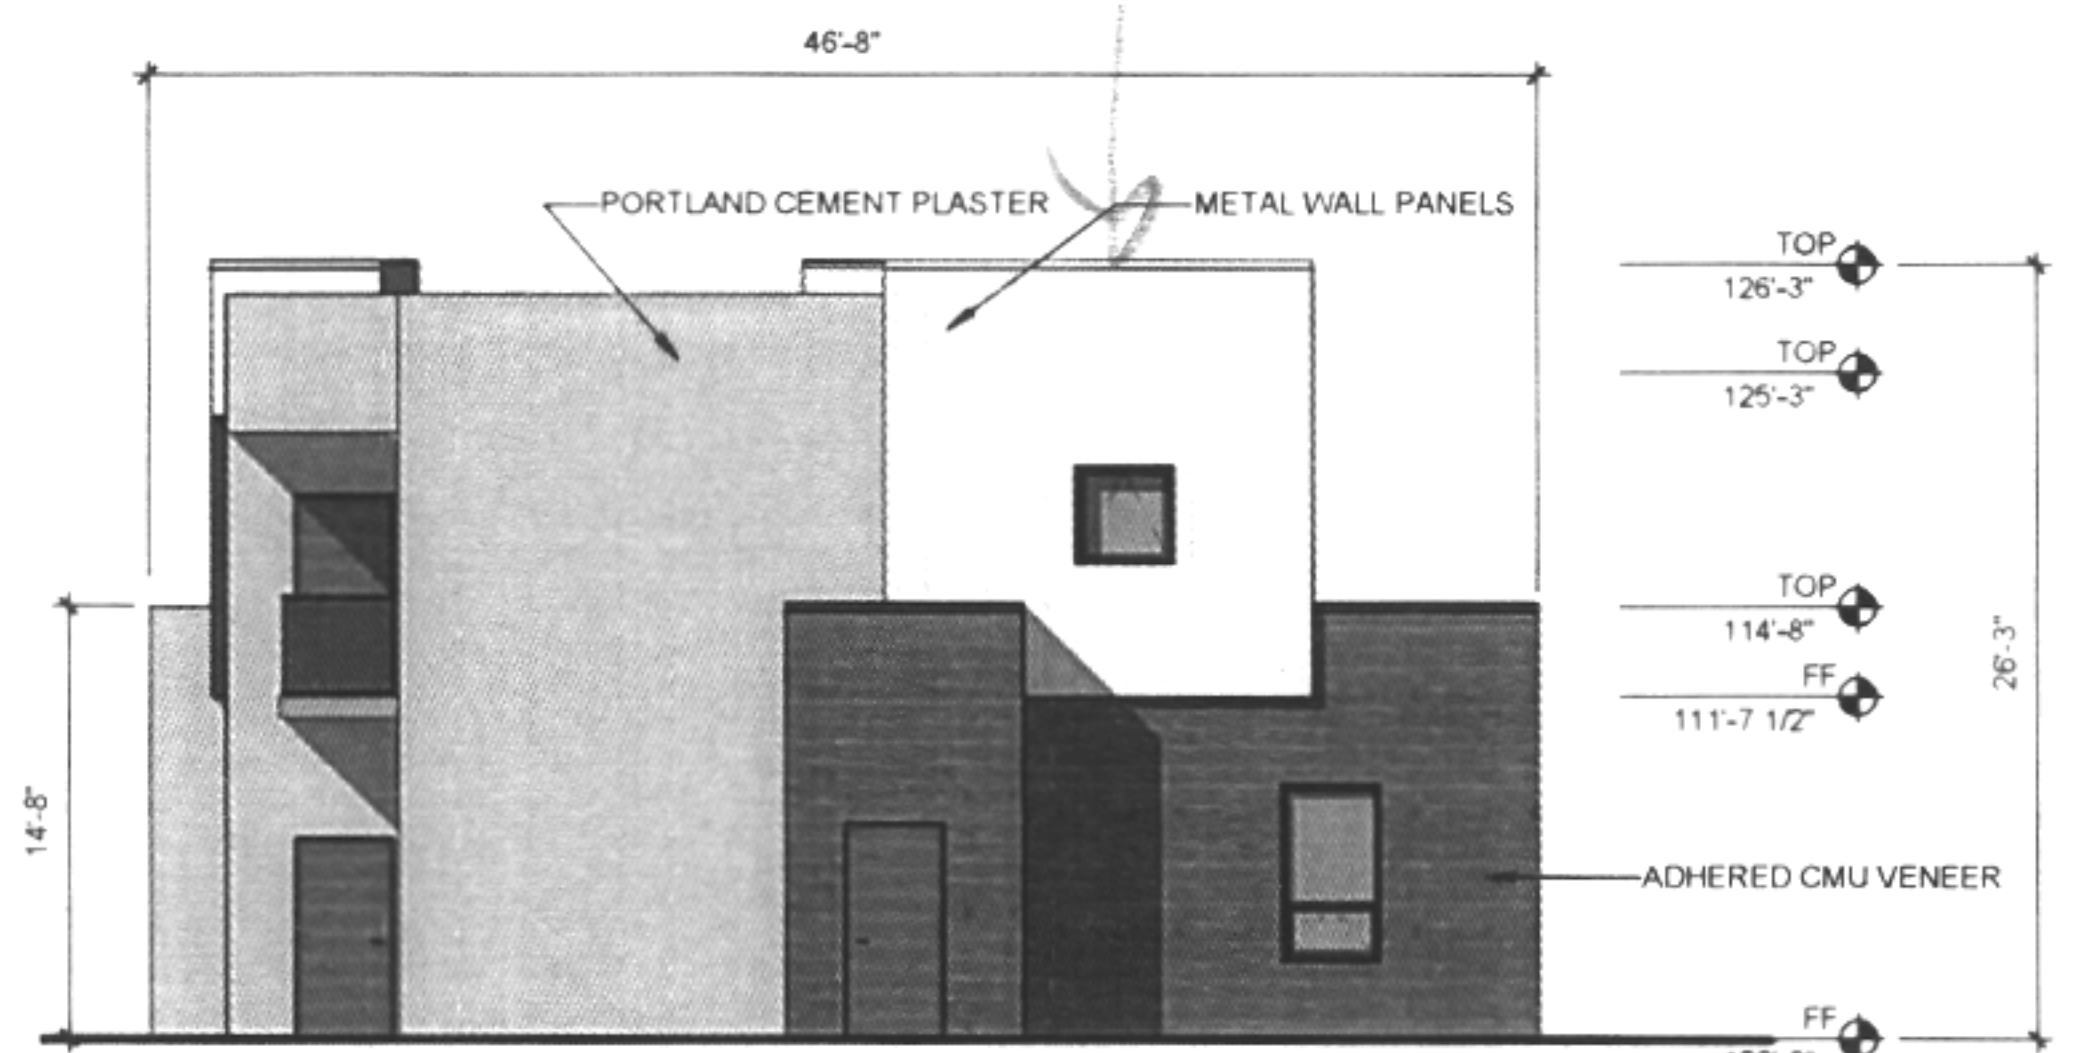 46'-8"
PORTLAND CEMENT PLASTER
METAL WALL PANELS
TOP
126'-3"
TOP
125'-3"
TOP
114'-8"
FF
111'-7 1/2"
26'-3"
14'-8"
ADHERED CMU VENEER
FF